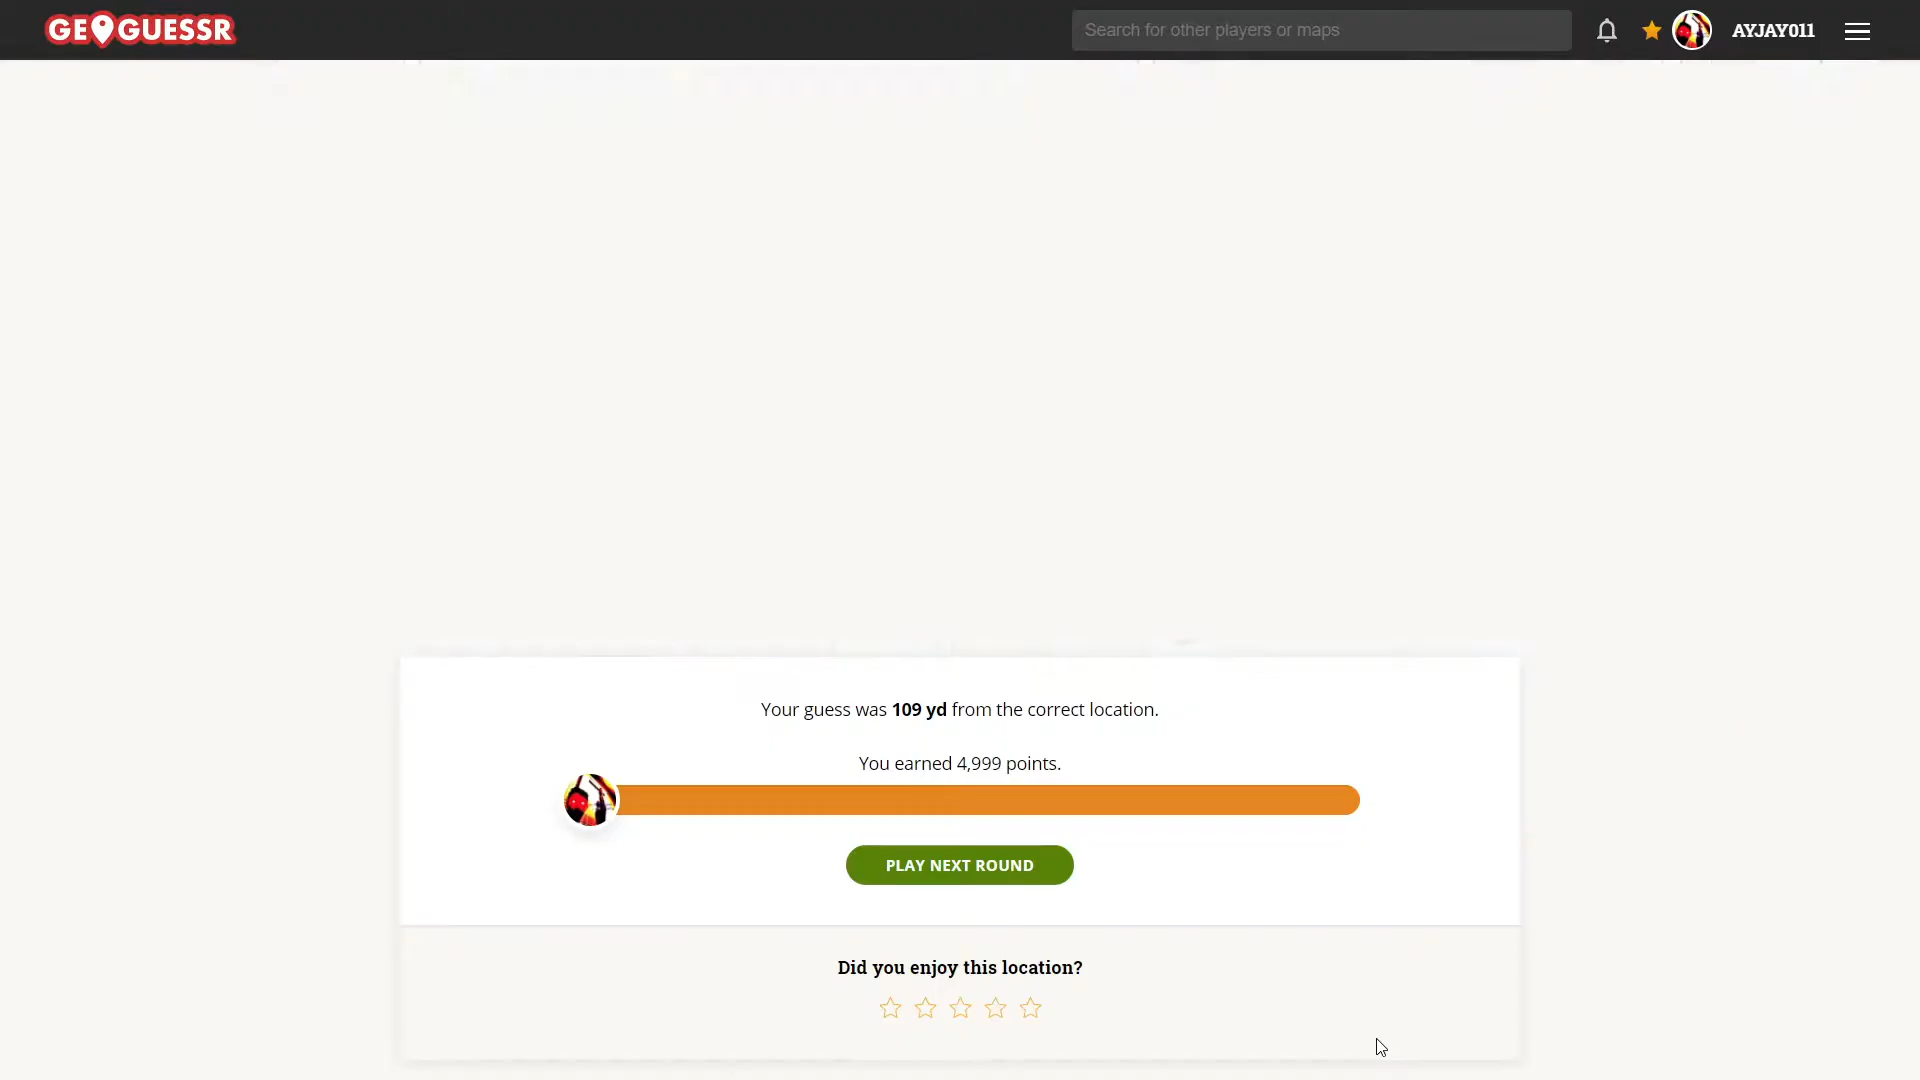 GEOGUESSR
Search for other players or maps
AYJAY011
Your guess was 109 yd from the correct location.
You earned 4,999 points.
PLAY NEXT ROUND
Did you enjoy this location?